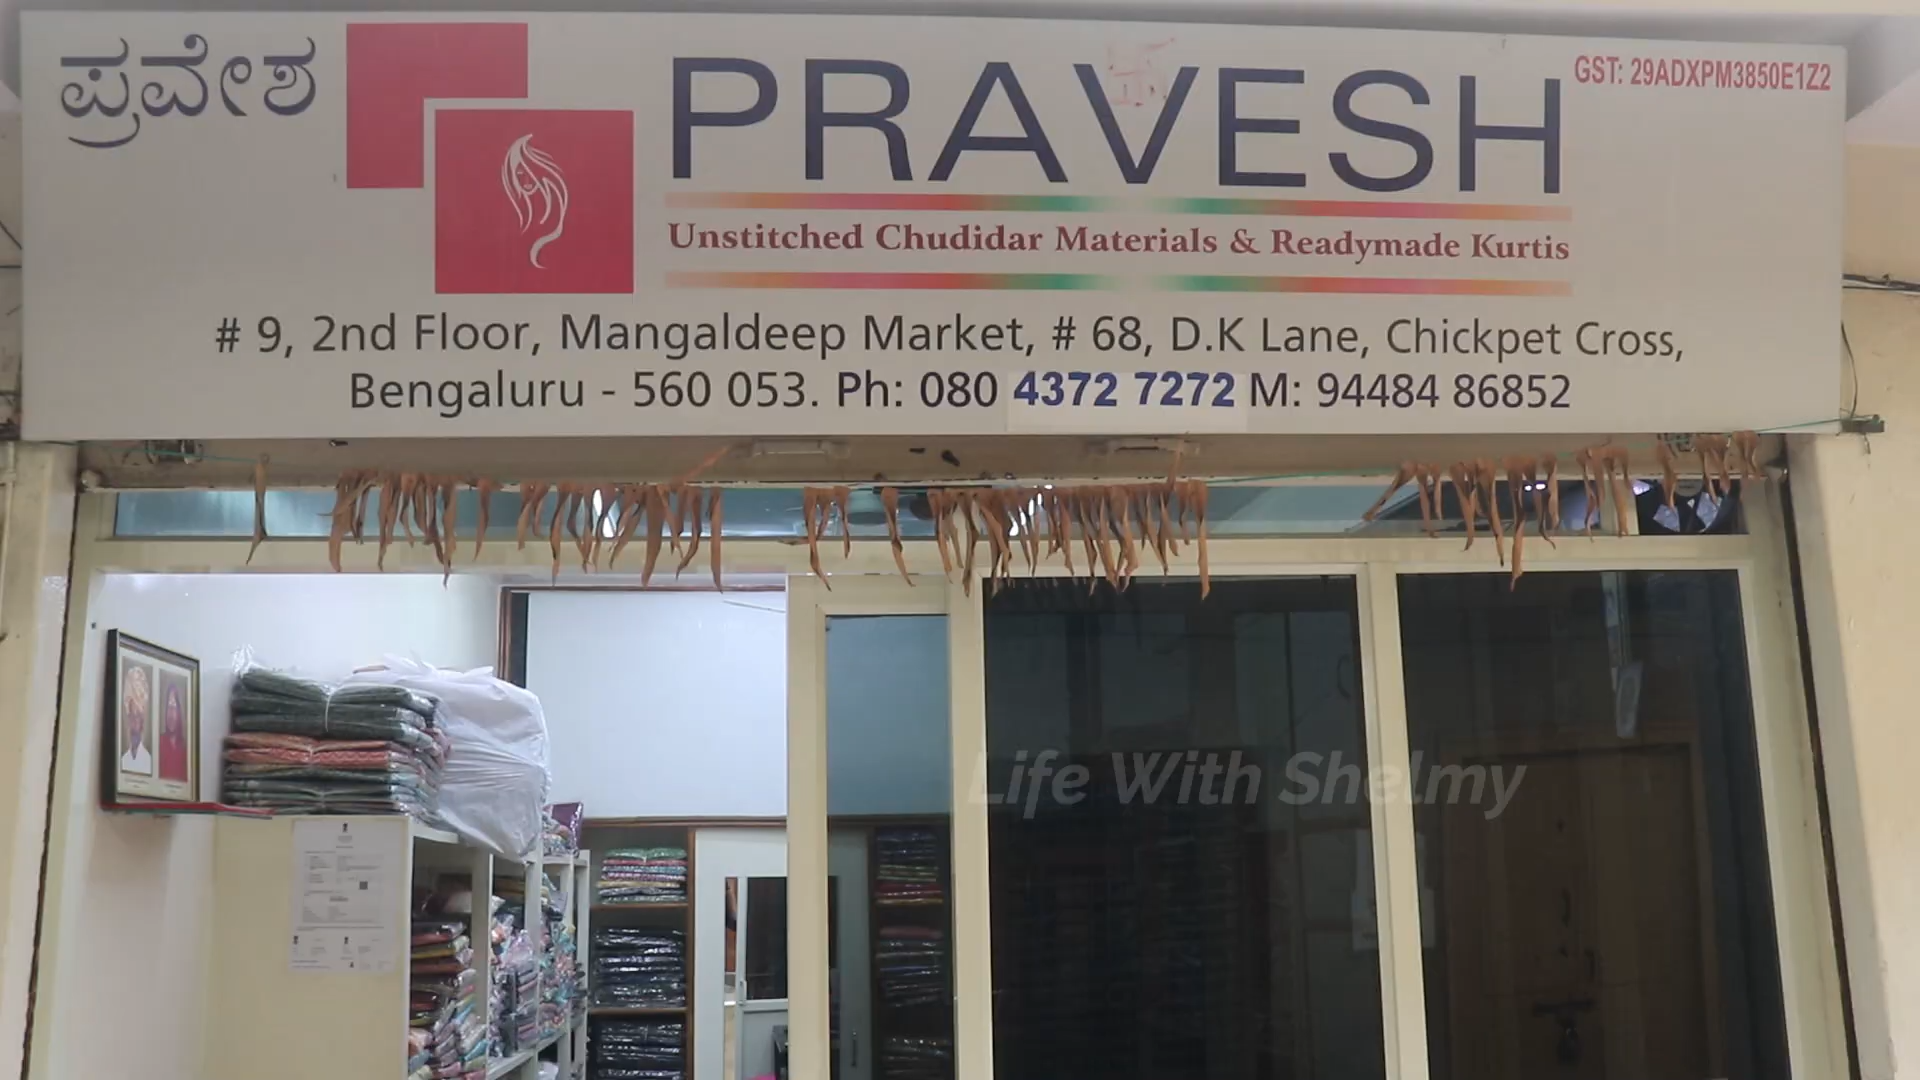 ಪ್ರವೇಶ
PRAVESH
GST: 29ADXPM3850E1Z2
Unstitched Chudidar Materials & Readymade Kurtis
# 9, 2nd Floor, Mangaldeep Market, # 68, D.K Lane, Chickpet Cross,
Bengaluru - 560 053. Ph: 080 4372 7272 M: 94484 86852
Life With Shelmy